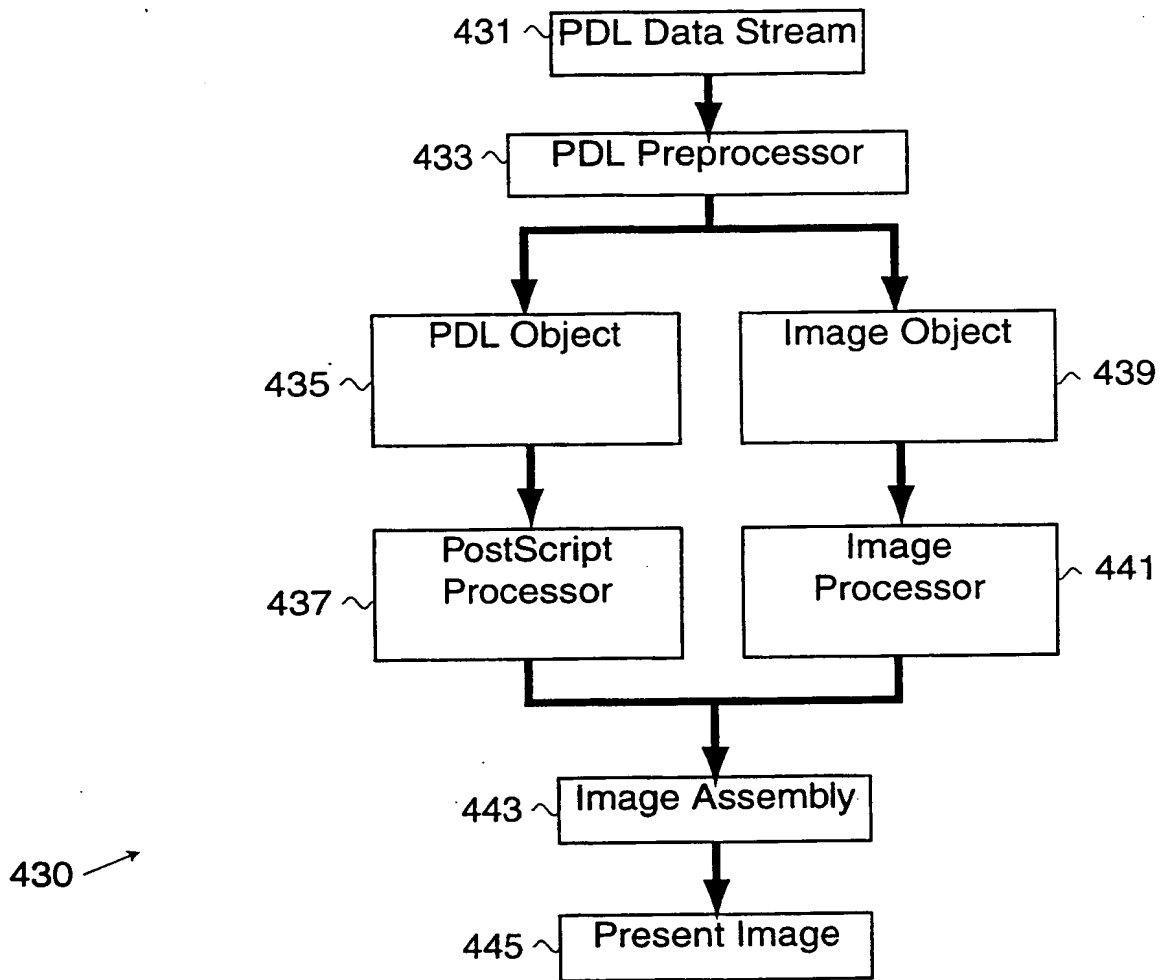 431 PDL Data Stream
433 PDL Preprocessor
PDL Object
435
Image Object
439
PostScript
Processor
437
Image
Processor
441
443 Image Assembly
430
445 Present Image